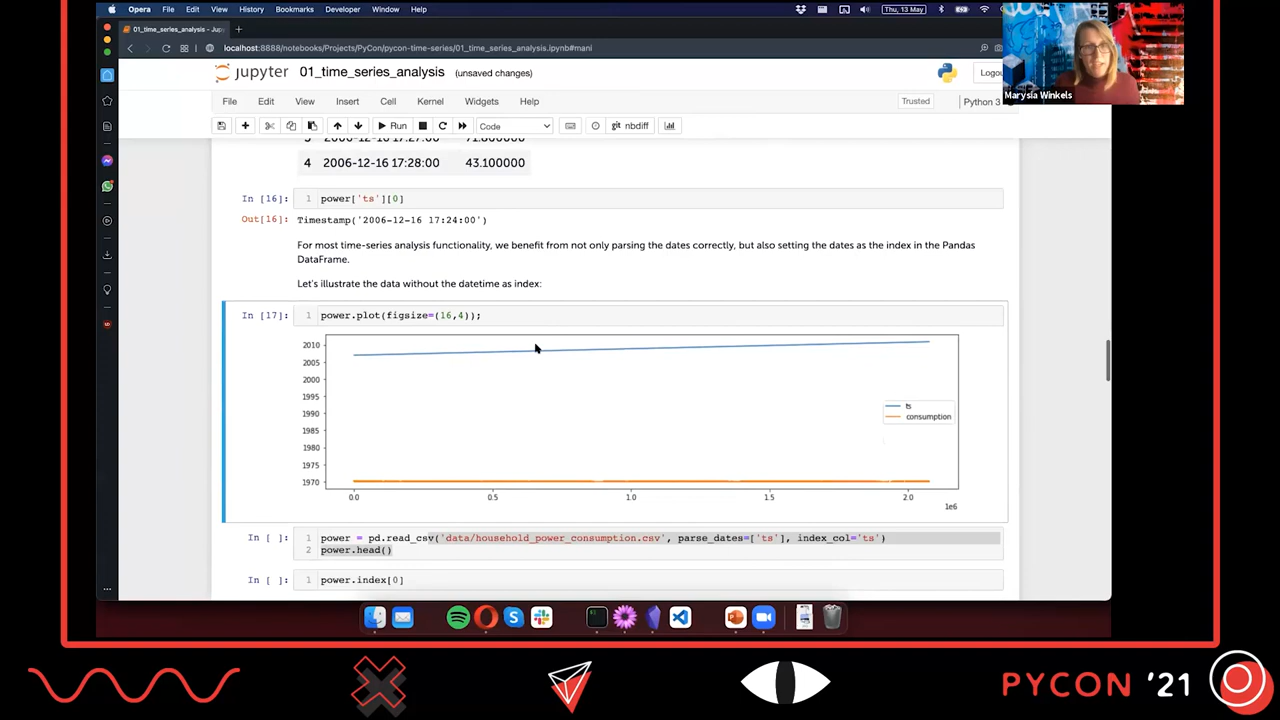 Opera File Edit View History Bookmarks Developer Window Help
Thu, 13 May
01_time_series_analysis - Jup
localhost:8888/notebooks/Projects/PyCon/pycon-time-series/01_time_series_analysis.ipynb#mani
Marysia Winkels
jupyter 01_time_series_analysis (unsaved changes)
Logou
File Edit View Insert Cell Kernel Widgets Help
Trusted
Python 3
Run
Code
nbdiff
4 2006-12-16 17:28:00 43.100000
In [16]: 1 power['ts'][0]
Out[16]: Timestamp('2006-12-16 17:24:00')
For most time-series analysis functionality, we benefit from not only parsing the dates correctly, but also setting the dates as the index in the Pandas
DataFrame.
Let's illustrate the data without the datetime as index:
In [17]: 1 power.plot(figsize=(16,4));
2010
2005
2000
1995
1990
1985
1980
1975
1970
ts
consumption
0.0 0.5 1.0 1.5 2.0
1e6
In [ ]: 1 power = pd.read_csv('data/household_power_consumption.csv', parse_dates=['ts'], index_col='ts')
2 power.head()
In [ ]: 1 power.index[0]
PYCON '21